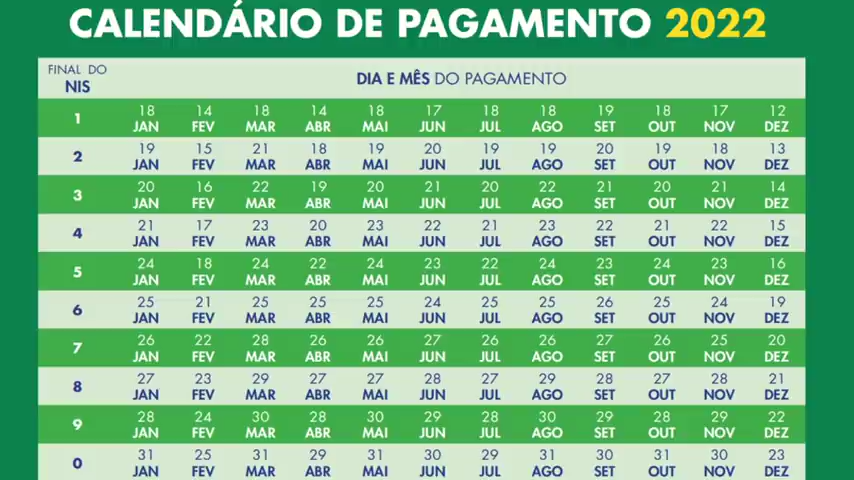 CALENDÁRIO DE PAGAMENTO 2022
FINAL DO NIS DIA E MÊS DO PAGAMENTO
1 18 JAN 14 FEV 18 MAR 14 ABR 18 MAI 17 JUN 18 JUL 18 AGO 19 SET 18 OUT 17 NOV 12 DEZ
2 19 JAN 15 FEV 21 MAR 18 ABR 19 MAI 20 JUN 19 JUL 19 AGO 20 SET 19 OUT 18 NOV 13 DEZ
3 20 JAN 16 FEV 22 MAR 19 ABR 20 MAI 21 JUN 20 JUL 22 AGO 21 SET 20 OUT 21 NOV 14 DEZ
4 21 JAN 17 FEV 23 MAR 20 ABR 23 MAI 22 JUN 21 JUL 23 AGO 22 SET 21 OUT 22 NOV 15 DEZ
5 24 JAN 18 FEV 24 MAR 22 ABR 24 MAI 23 JUN 22 JUL 24 AGO 23 SET 24 OUT 23 NOV 16 DEZ
6 25 JAN 21 FEV 25 MAR 25 ABR 25 MAI 24 JUN 25 JUL 25 AGO 26 SET 25 OUT 24 NOV 19 DEZ
7 26 JAN 22 FEV 28 MAR 26 ABR 26 MAI 27 JUN 26 JUL 26 AGO 27 SET 26 OUT 25 NOV 20 DEZ
8 27 JAN 23 FEV 29 MAR 27 ABR 27 MAI 28 JUN 27 JUL 29 AGO 28 SET 27 OUT 28 NOV 21 DEZ
9 28 JAN 24 FEV 30 MAR 28 ABR 30 MAI 29 JUN 28 JUL 30 AGO 29 SET 28 OUT 29 NOV 22 DEZ
0 31 JAN 25 FEV 31 MAR 29 ABR 31 MAI 30 JUN 29 JUL 31 AGO 30 SET 31 OUT 30 NOV 23 DEZ